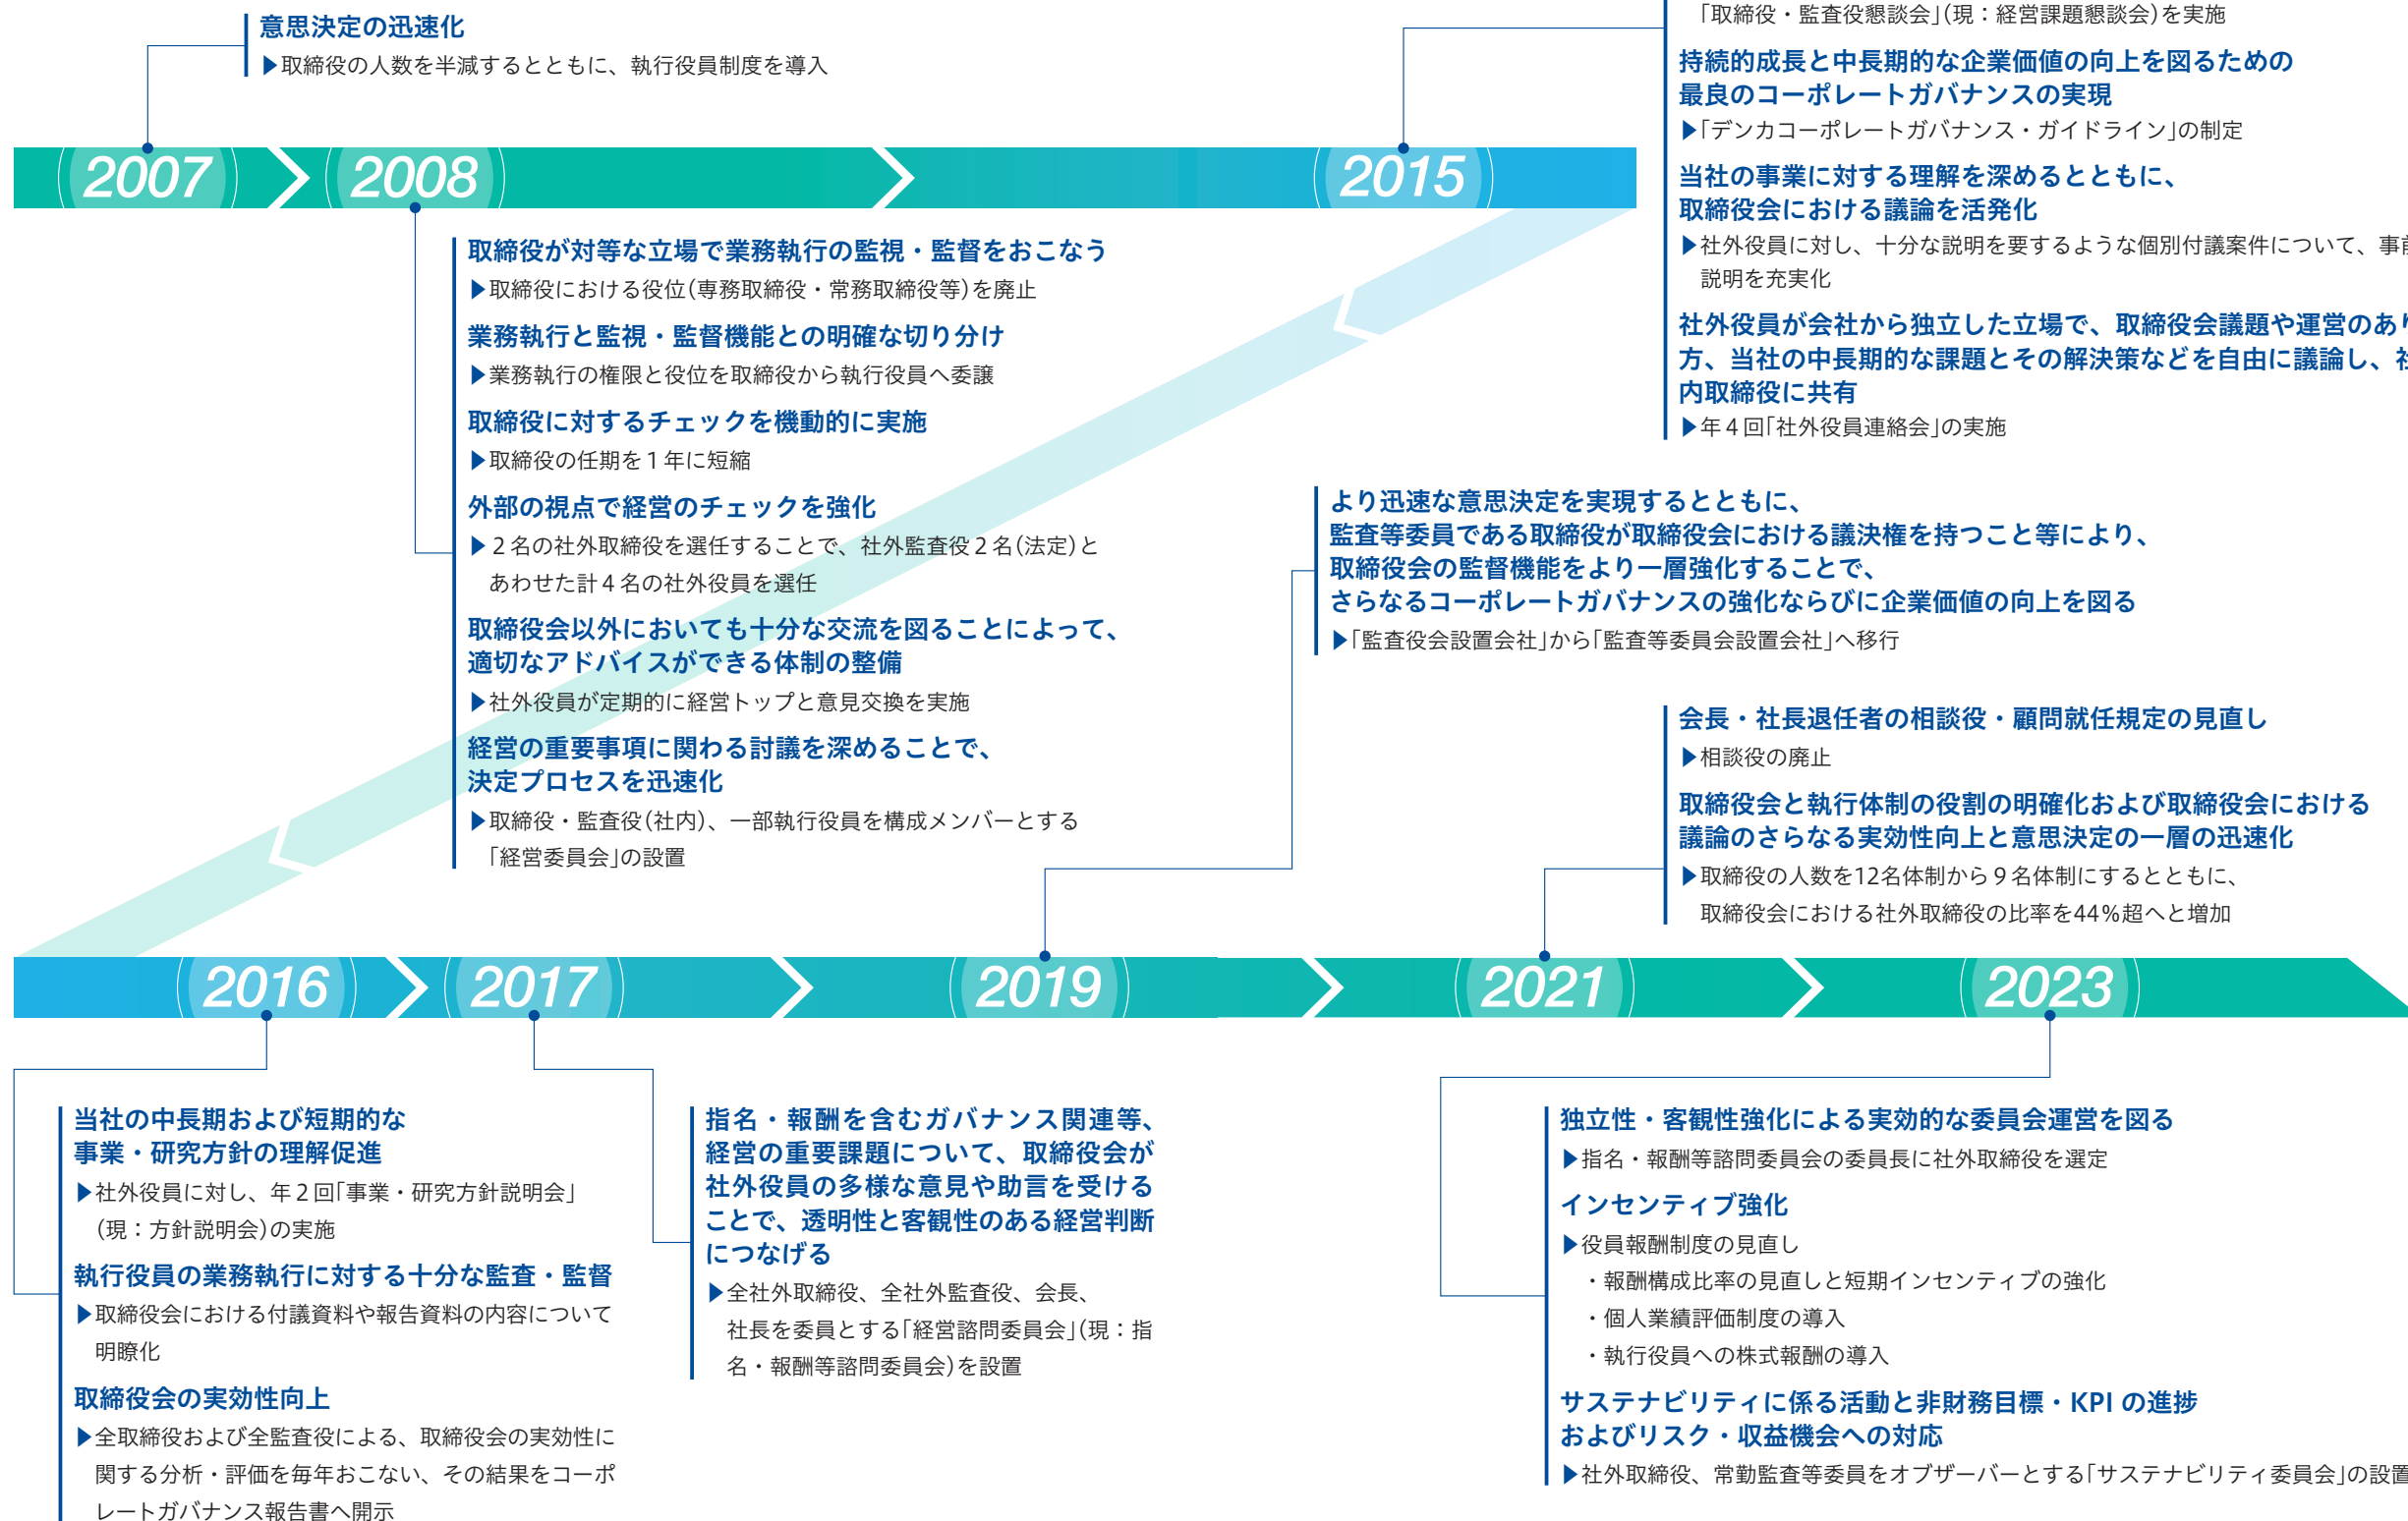 意思決定の迅速化
▶取締役の人数を半減するとともに、執行役員制度を導入
2007
2008
2015
取締役が対等な立場で業務執行の監視・監督をおこなう
▶取締役における役位(専務取締役・常務取締役等)を廃止
業務執行と監視・監督機能との明確な切り分け
▶業務執行の権限と役位を取締役から執行役員へ委譲
取締役に対するチェックを機動的に実施
▶取締役の任期を1年に短縮
外部の視点で経営のチェックを強化
▶2名の社外取締役を選任することで、社外監査役2名(法定)と
あわせた計4名の社外役員を選任
取締役会以外においても十分な交流を図ることによって、
適切なアドバイスができる体制の整備
▶社外役員が定期的に経営トップと意見交換を実施
経営の重要事項に関わる討議を深めることで、
決定プロセスを迅速化
▶取締役・監査役(社内)、一部執行役員を構成メンバーとする
「経営委員会」の設置
「取締役・監査役懇談会」(現：経営課題懇談会)を実施
持続的成長と中長期的な企業価値の向上を図るための
最良のコーポレートガバナンスの実現
▶「デンカコーポレートガバナンス・ガイドライン」の制定
当社の事業に対する理解を深めるとともに、
取締役会における議論を活発化
▶社外役員に対し、十分な説明を要するような個別付議案件について、事前
説明を充実化
社外役員が会社から独立した立場で、取締役会議題や運営のあり
方、当社の中長期的な課題とその解決策などを自由に議論し、社
内取締役に共有
▶年4回「社外役員連絡会」の実施
より迅速な意思決定を実現するとともに、
監査等委員である取締役が取締役会における議決権を持つこと等により、
取締役会の監督機能をより一層強化することで、
さらなるコーポレートガバナンスの強化ならびに企業価値の向上を図る
▶「監査役会設置会社」から「監査等委員会設置会社」へ移行
会長・社長退任者の相談役・顧問就任規定の見直し
▶相談役の廃止
取締役会と執行体制の役割の明確化および取締役会における
議論のさらなる実効性向上と意思決定の一層の迅速化
▶取締役の人数を12名体制から9名体制にするとともに、
取締役会における社外取締役の比率を44%超へと増加
2016
2017
2019
2021
2023
当社の中長期および短期的な
事業・研究方針の理解促進
▶社外役員に対し、年2回「事業・研究方針説明会」
(現：方針説明会)の実施
執行役員の業務執行に対する十分な監査・監督
▶取締役会における付議資料や報告資料の内容について
明瞭化
取締役会の実効性向上
▶全取締役および全監査役による、取締役会の実効性に
関する分析・評価を毎年おこない、その結果をコーポ
レートガバナンス報告書へ開示
指名・報酬を含むガバナンス関連等、
経営の重要課題について、取締役会が
社外役員の多様な意見や助言を受ける
ことで、透明性と客観性のある経営判断
につなげる
▶全社外取締役、全社外監査役、会長、
社長を委員とする「経営諮問委員会」(現：指
名・報酬等諮問委員会)を設置
独立性・客観性強化による実効的な委員会運営を図る
▶指名・報酬等諮問委員会の委員長に社外取締役を選定
インセンティブ強化
▶役員報酬制度の見直し
・報酬構成比率の見直しと短期インセンティブの強化
・個人業績評価制度の導入
・執行役員への株式報酬の導入
サステナビリティに係る活動と非財務目標・KPI の進捗
およびリスク・収益機会への対応
▶社外取締役、常勤監査等委員をオブザーバーとする「サステナビリティ委員会」の設置